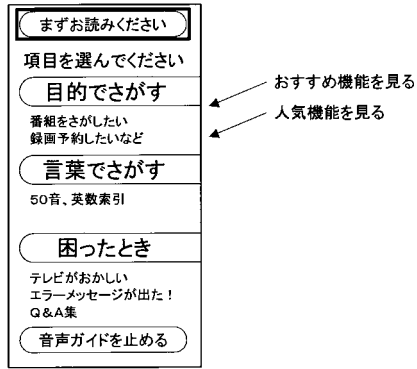 まずお読みください
項目を選んでください
目的でさがす
番組をさがしたい
録画予約したいなど
言葉でさがす
50音、英数索引
困ったとき
テレビがおかしい
エラーメッセージが出た！
Q&A集
音声ガイドを止める
おすすめ機能を見る
人気機能を見る